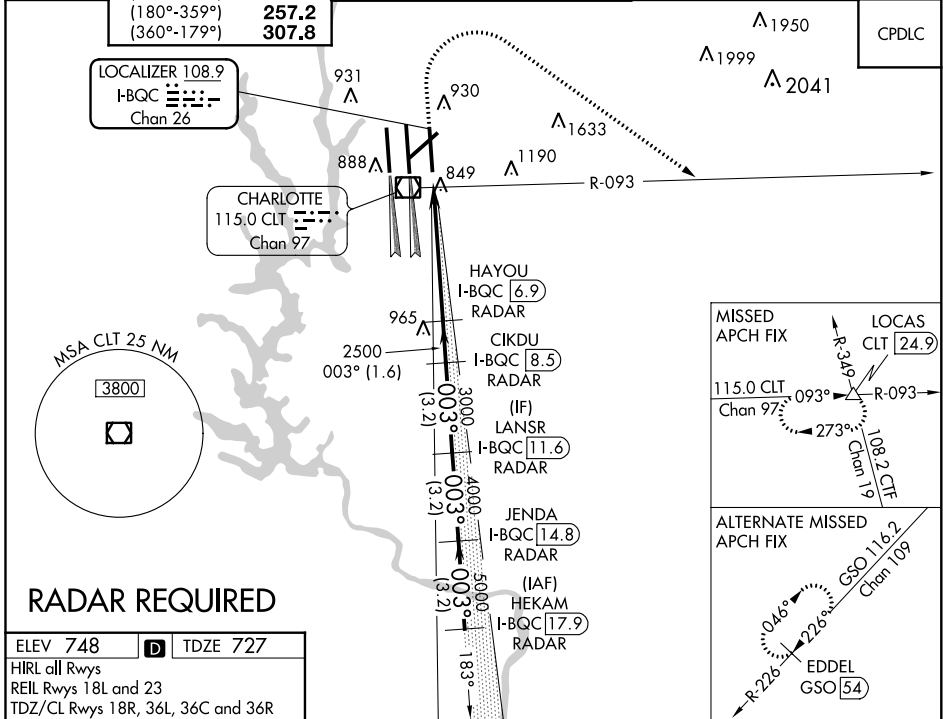 (180°-359°) 257.2
(360°-179°) 307.8
CPDLC
1950
1999
2041
LOCALIZER 108.9
I-BQC
Chan 26
931
930
1633
888
849
1190
R-093
CHARLOTTE
115.0 CLT
Chan 97
HAYOU
I-BQC 6.9
RADAR
965
2500
003° (1.6)
CIKDU
I-BQC 8.5
RADAR
3000
003°
(3.2)
(IF)
LANSR
I-BQC 11.6
RADAR
4000
003°
(3.2)
JENDA
I-BQC 14.8
RADAR
5000
003°
(3.2)
(IAF)
HEKAM
I-BQC 17.9
RADAR
183°
MSA CLT 25 NM
3800
MISSED
APCH FIX
LOCAS
CLT 24.9
R-349
115.0 CLT
Chan 97
093°
R-093
273°
108.2 CTF
Chan 19
ALTERNATE MISSED
APCH FIX
GSO 116.2
Chan 109
046°
226°
R-226
EDDEL
GSO 54
RADAR REQUIRED
ELEV 748 D TDZE 727
HIRL all Rwys
REIL Rwys 18L and 23
TDZ/CL Rwys 18R, 36L, 36C and 36R